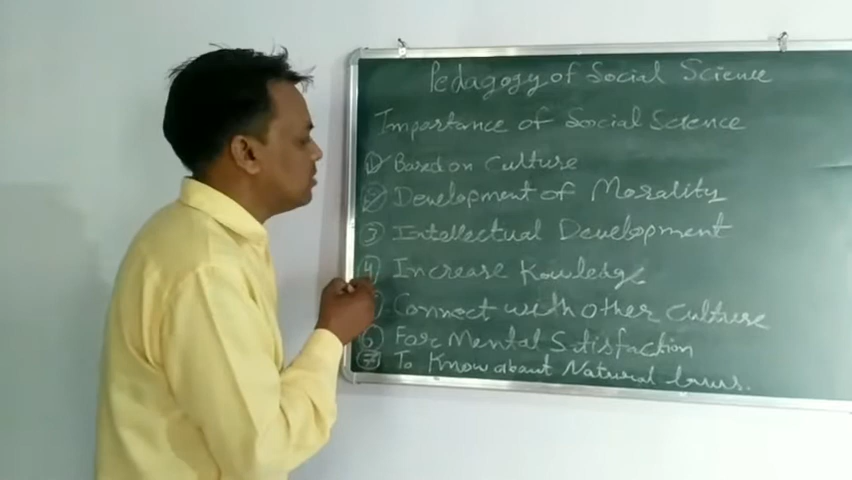 Pedagogy of Social Science
Importance of Social Science
1 Based on Culture
2 Development of Morality
3 Intellectual Development
4 Increase Kowledge
Connect with other culture
6 For Mental Satisfaction
7 To Know about Natural laws.